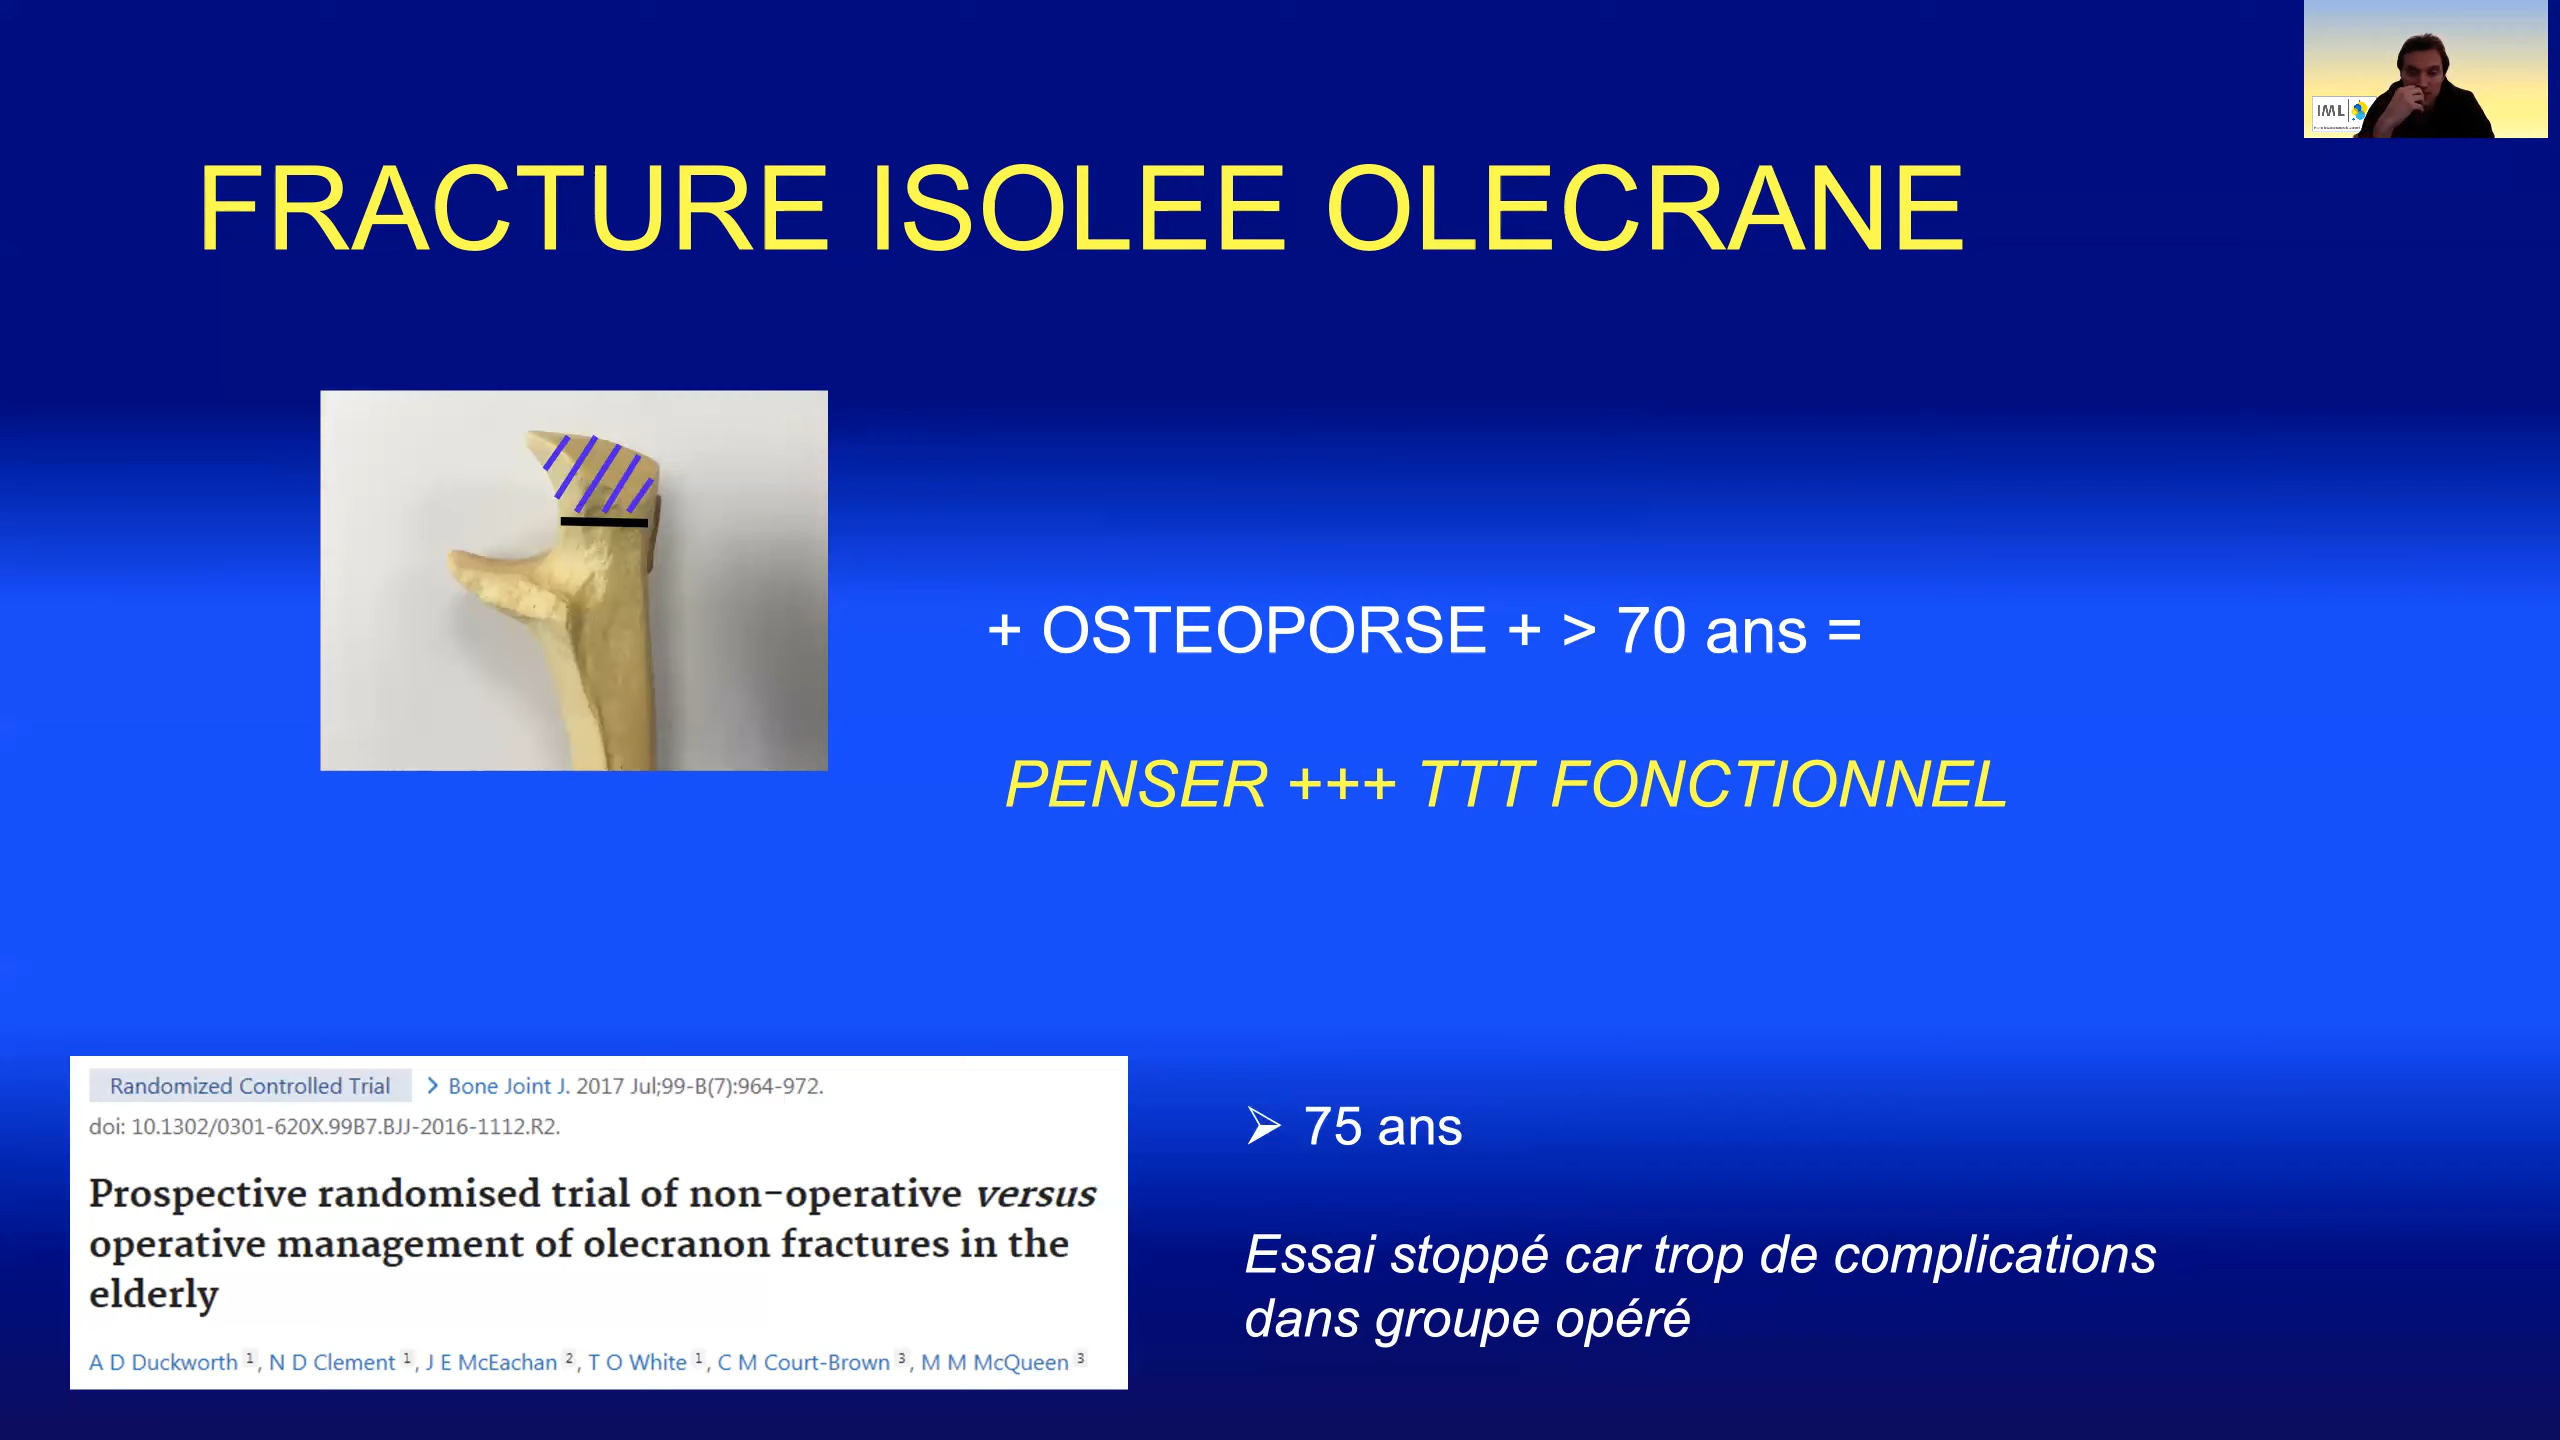 IML
FRACTURE ISOLEE OLECRANE
+ OSTEOPORSE + > 70 ans =
PENSER +++ TTT FONCTIONNEL
Randomized Controlled Trial > Bone Joint J. 2017 Jul;99-B(7):964-972.
doi: 10.1302/0301-620X.99B7.BJJ-2016-1112.R2.
Prospective randomised trial of non-operative versus
operative management of olecranon fractures in the
elderly
A D Duckworth 1, N D Clement 1, J E McEachan 2, T O White 1, C M Court-Brown 3, M M McQueen 3
➢ 75 ans
Essai stoppé car trop de complications
dans groupe opéré